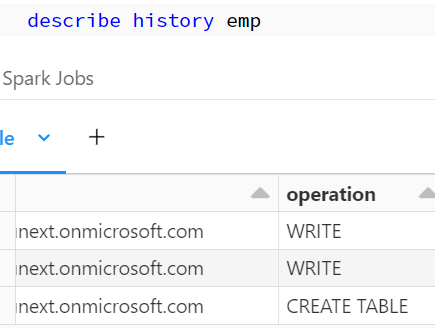 describe history emp
Spark Jobs
le +
operation
next.onmicrosoft.com WRITE
next.onmicrosoft.com WRITE
next.onmicrosoft.com CREATE TABLE